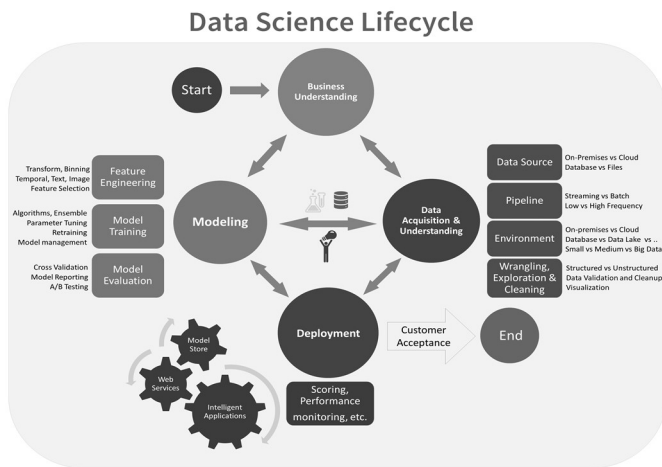 Data Science Lifecycle
Start
Business
Understanding
Transform, Binning
Temporal, Text, Image
Feature Selection
Feature
Engineering
Algorithms, Ensemble
Parameter Tuning
Retraining
Model management
Model
Training
Cross Validation
Model Reporting
A/B Testing
Model
Evaluation
Modeling
Data
Acquisition &
Understanding
Data Source
On-Premises vs Cloud
Database vs Files
Pipeline
Streaming vs Batch
Low vs High Frequency
Environment
On-premises vs Cloud
Database vs Data Lake vs ..
Small vs Medium vs Big Data
Wrangling,
Exploration &
Cleaning
Structured vs Unstructured
Data Validation and Cleanup
Visualization
Deployment
Customer
Acceptance
End
Scoring,
Performance
monitoring, etc.
Model
Store
Web
Services
Intelligent
Applications